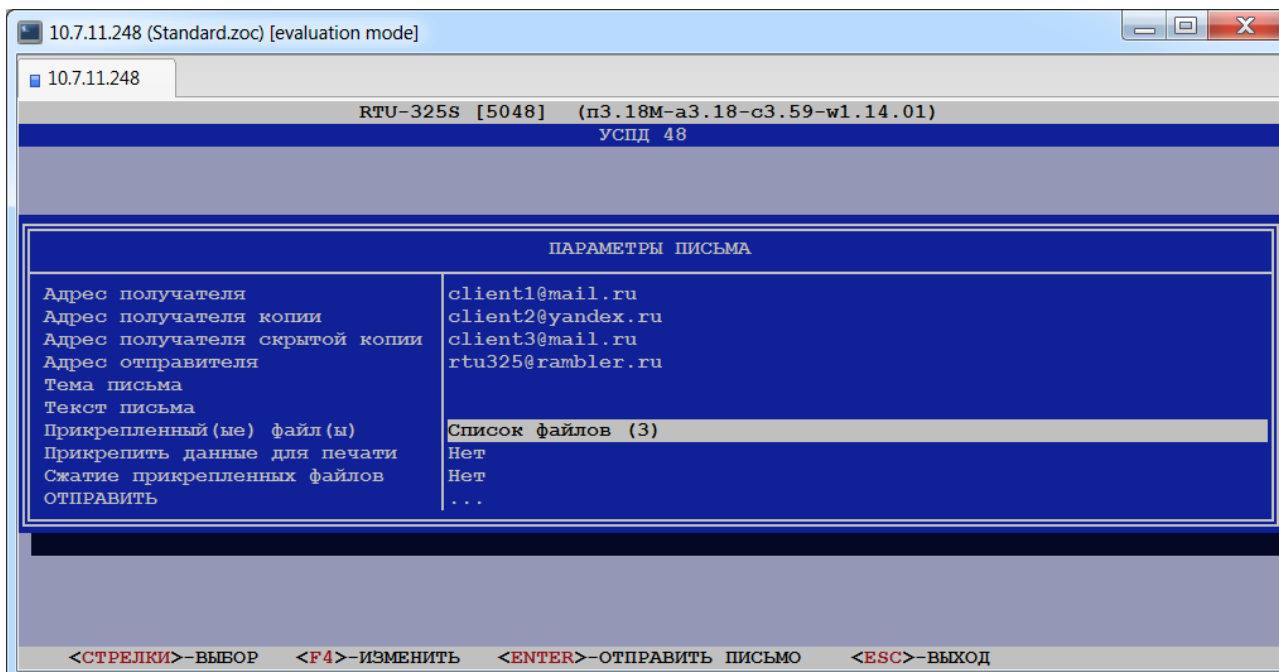 10.7.11.248 (Standard.zoc) [evaluation mode]
10.7.11.248
RTU-325S [5048] (п3.18М-а3.18-с3.59-w1.14.01)
УСПД 48
ПАРАМЕТРЫ ПИСЬМА
Адрес получателя client1@mail.ru
Адрес получателя копии client2@yandex.ru
Адрес получателя скрытой копии client3@mail.ru
Адрес отправителя rtu325@rambler.ru
Тема письма
Текст письма
Прикрепленный(ые) файл(ы) Список файлов (3)
Прикрепить данные для печати Нет
Сжатие прикрепленных файлов Нет
ОТПРАВИТЬ ...
<СТРЕЛКИ>-ВЫБОР <F4>-ИЗМЕНИТЬ <ENTER>-ОТПРАВИТЬ ПИСЬМО <ESC>-ВЫХОД